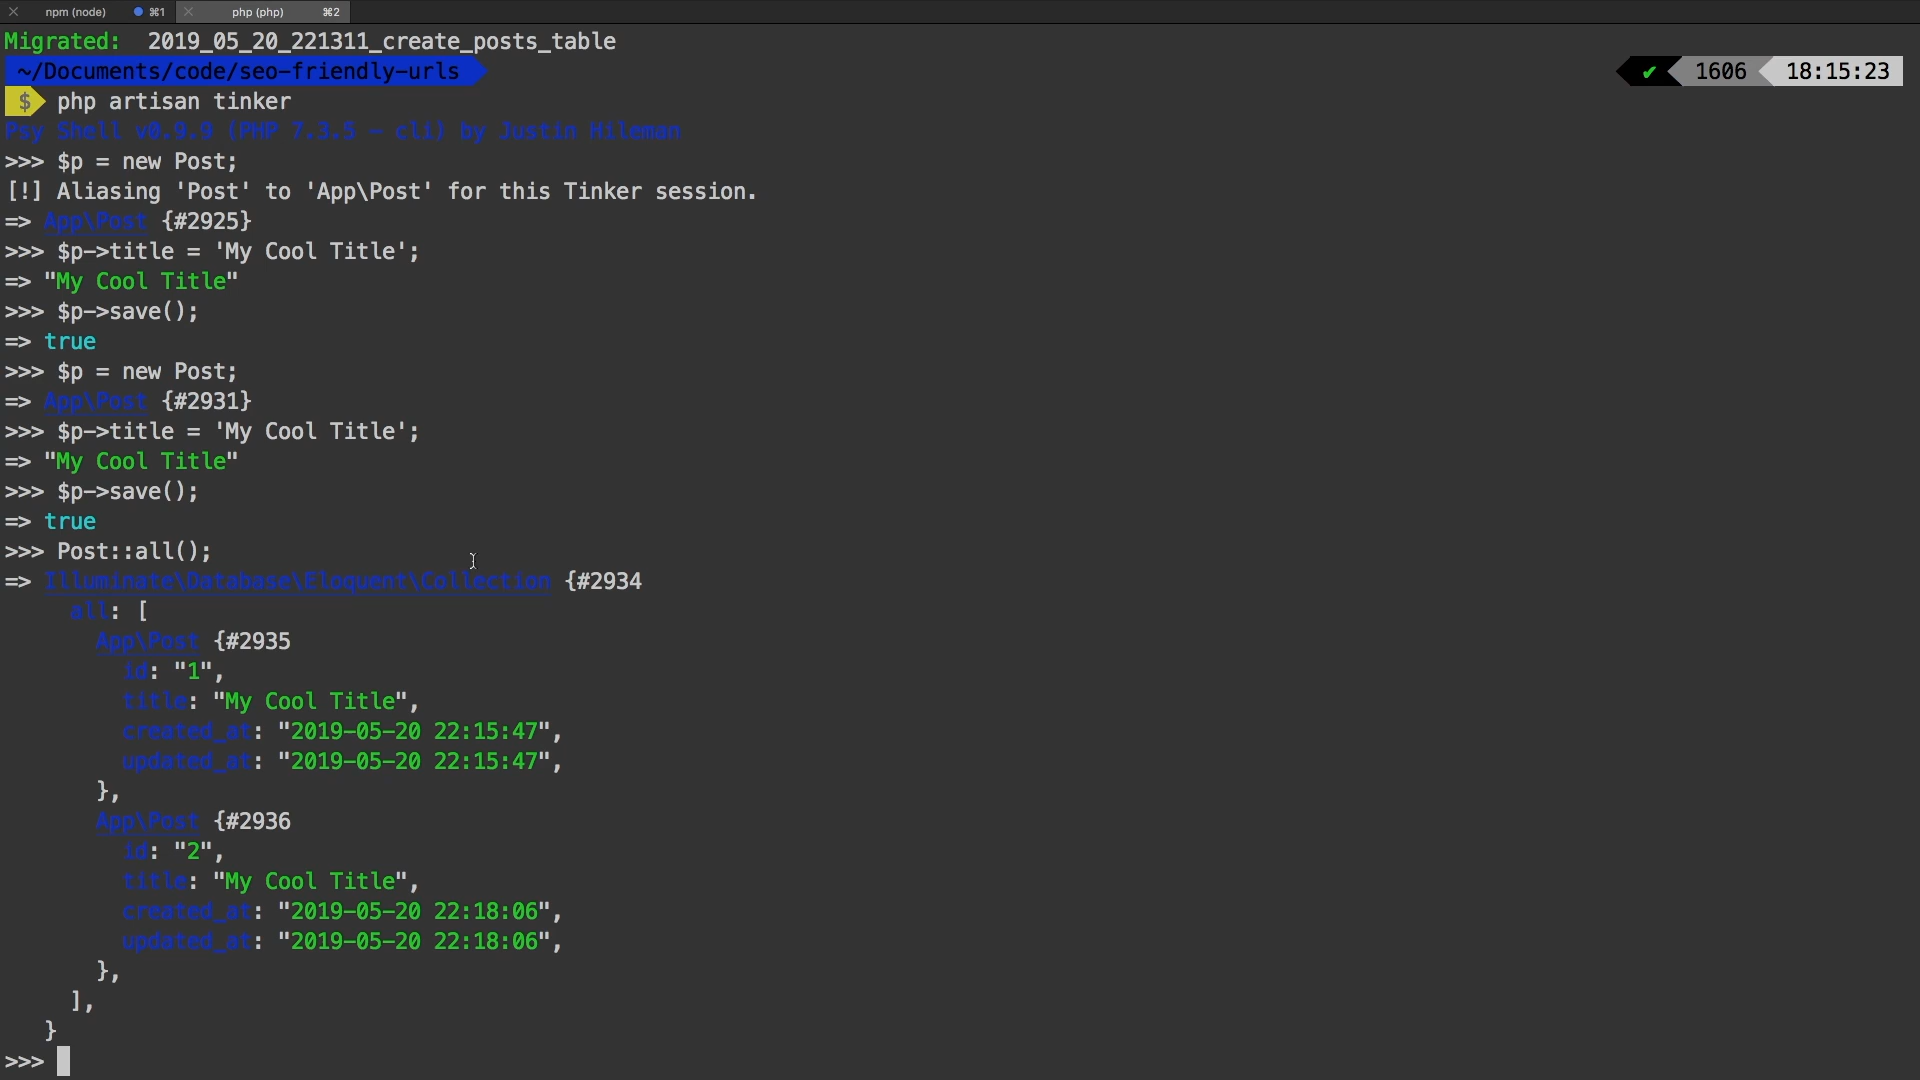 npm (node) ⌘1 php (php) ⌘2
Migrated: 2019_05_20_221311_create_posts_table
~/Documents/code/seo-friendly-urls ✔ 1606 18:15:23
$ php artisan tinker
Psy Shell v0.9.9 (PHP 7.3.5 — cli) by Justin Hileman
>>> $p = new Post;
[!] Aliasing 'Post' to 'App\Post' for this Tinker session.
=> App\Post {#2925}
>>> $p->title = 'My Cool Title';
=> "My Cool Title"
>>> $p->save();
=> true
>>> $p = new Post;
=> App\Post {#2931}
>>> $p->title = 'My Cool Title';
=> "My Cool Title"
>>> $p->save();
=> true
>>> Post::all();
=> Illuminate\Database\Eloquent\Collection {#2934
all: [
App\Post {#2935
id: "1",
title: "My Cool Title",
created_at: "2019-05-20 22:15:47",
updated_at: "2019-05-20 22:15:47",
},
App\Post {#2936
id: "2",
title: "My Cool Title",
created_at: "2019-05-20 22:18:06",
updated_at: "2019-05-20 22:18:06",
},
],
}
>>>